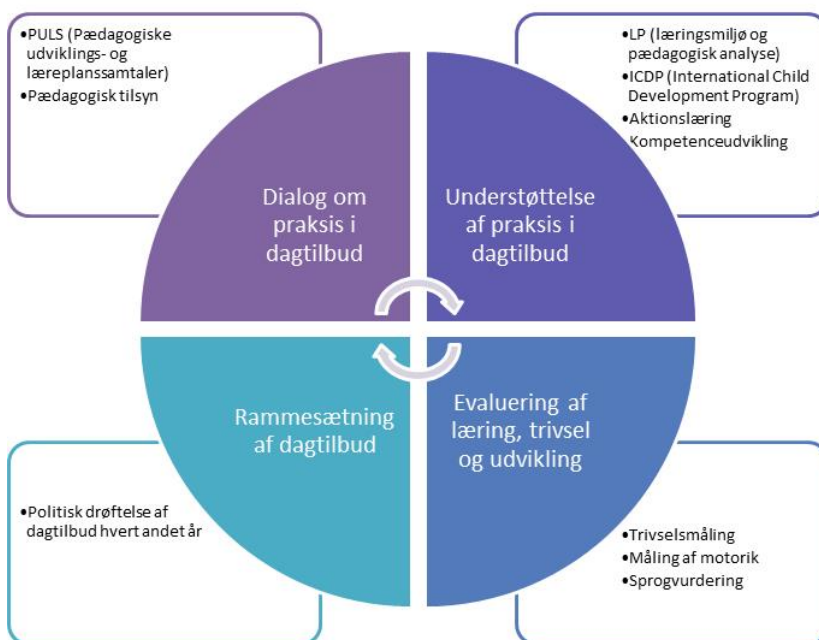 •PULS (Pædagogiske
udviklings- og
læreplanssamtaler)
•Pædagogisk tilsyn
•LP (læringsmiljø og
pædagogisk analyse)
•ICDP (International Child
Development Program)
•Aktionslæring
Kompetenceudvikling
Dialog om
praksis i
dagtilbud
Understøttelse
af praksis i
dagtilbud
Rammesætning
af dagtilbud
Evaluering af
læring, trivsel
og udvikling
•Politisk drøftelse af
dagtilbud hvert andet år
•Trivselsmåling
•Måling af motorik
•Sprogvurdering